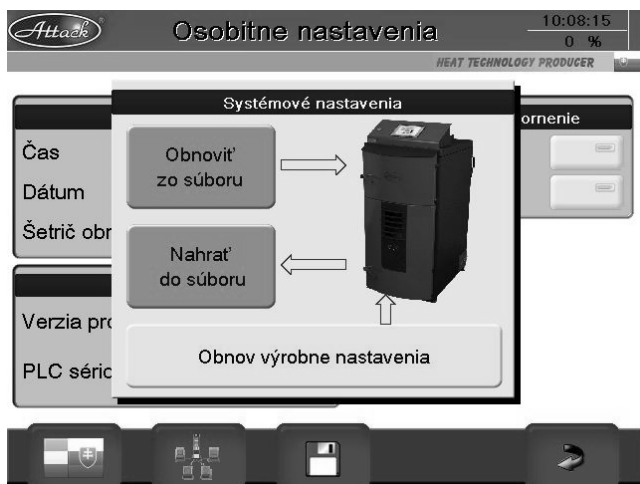 Attack
Osobitne nastavenia
10:08:15
0 %
HEAT TECHNOLOGY PRODUCER
Systémové nastavenia
ornenie
Čas
Dátum
Šetrič obr
Obnoviť
zo súboru
Nahrať
do súboru
Verzia pro
PLC sério
Obnov výrobne nastavenia